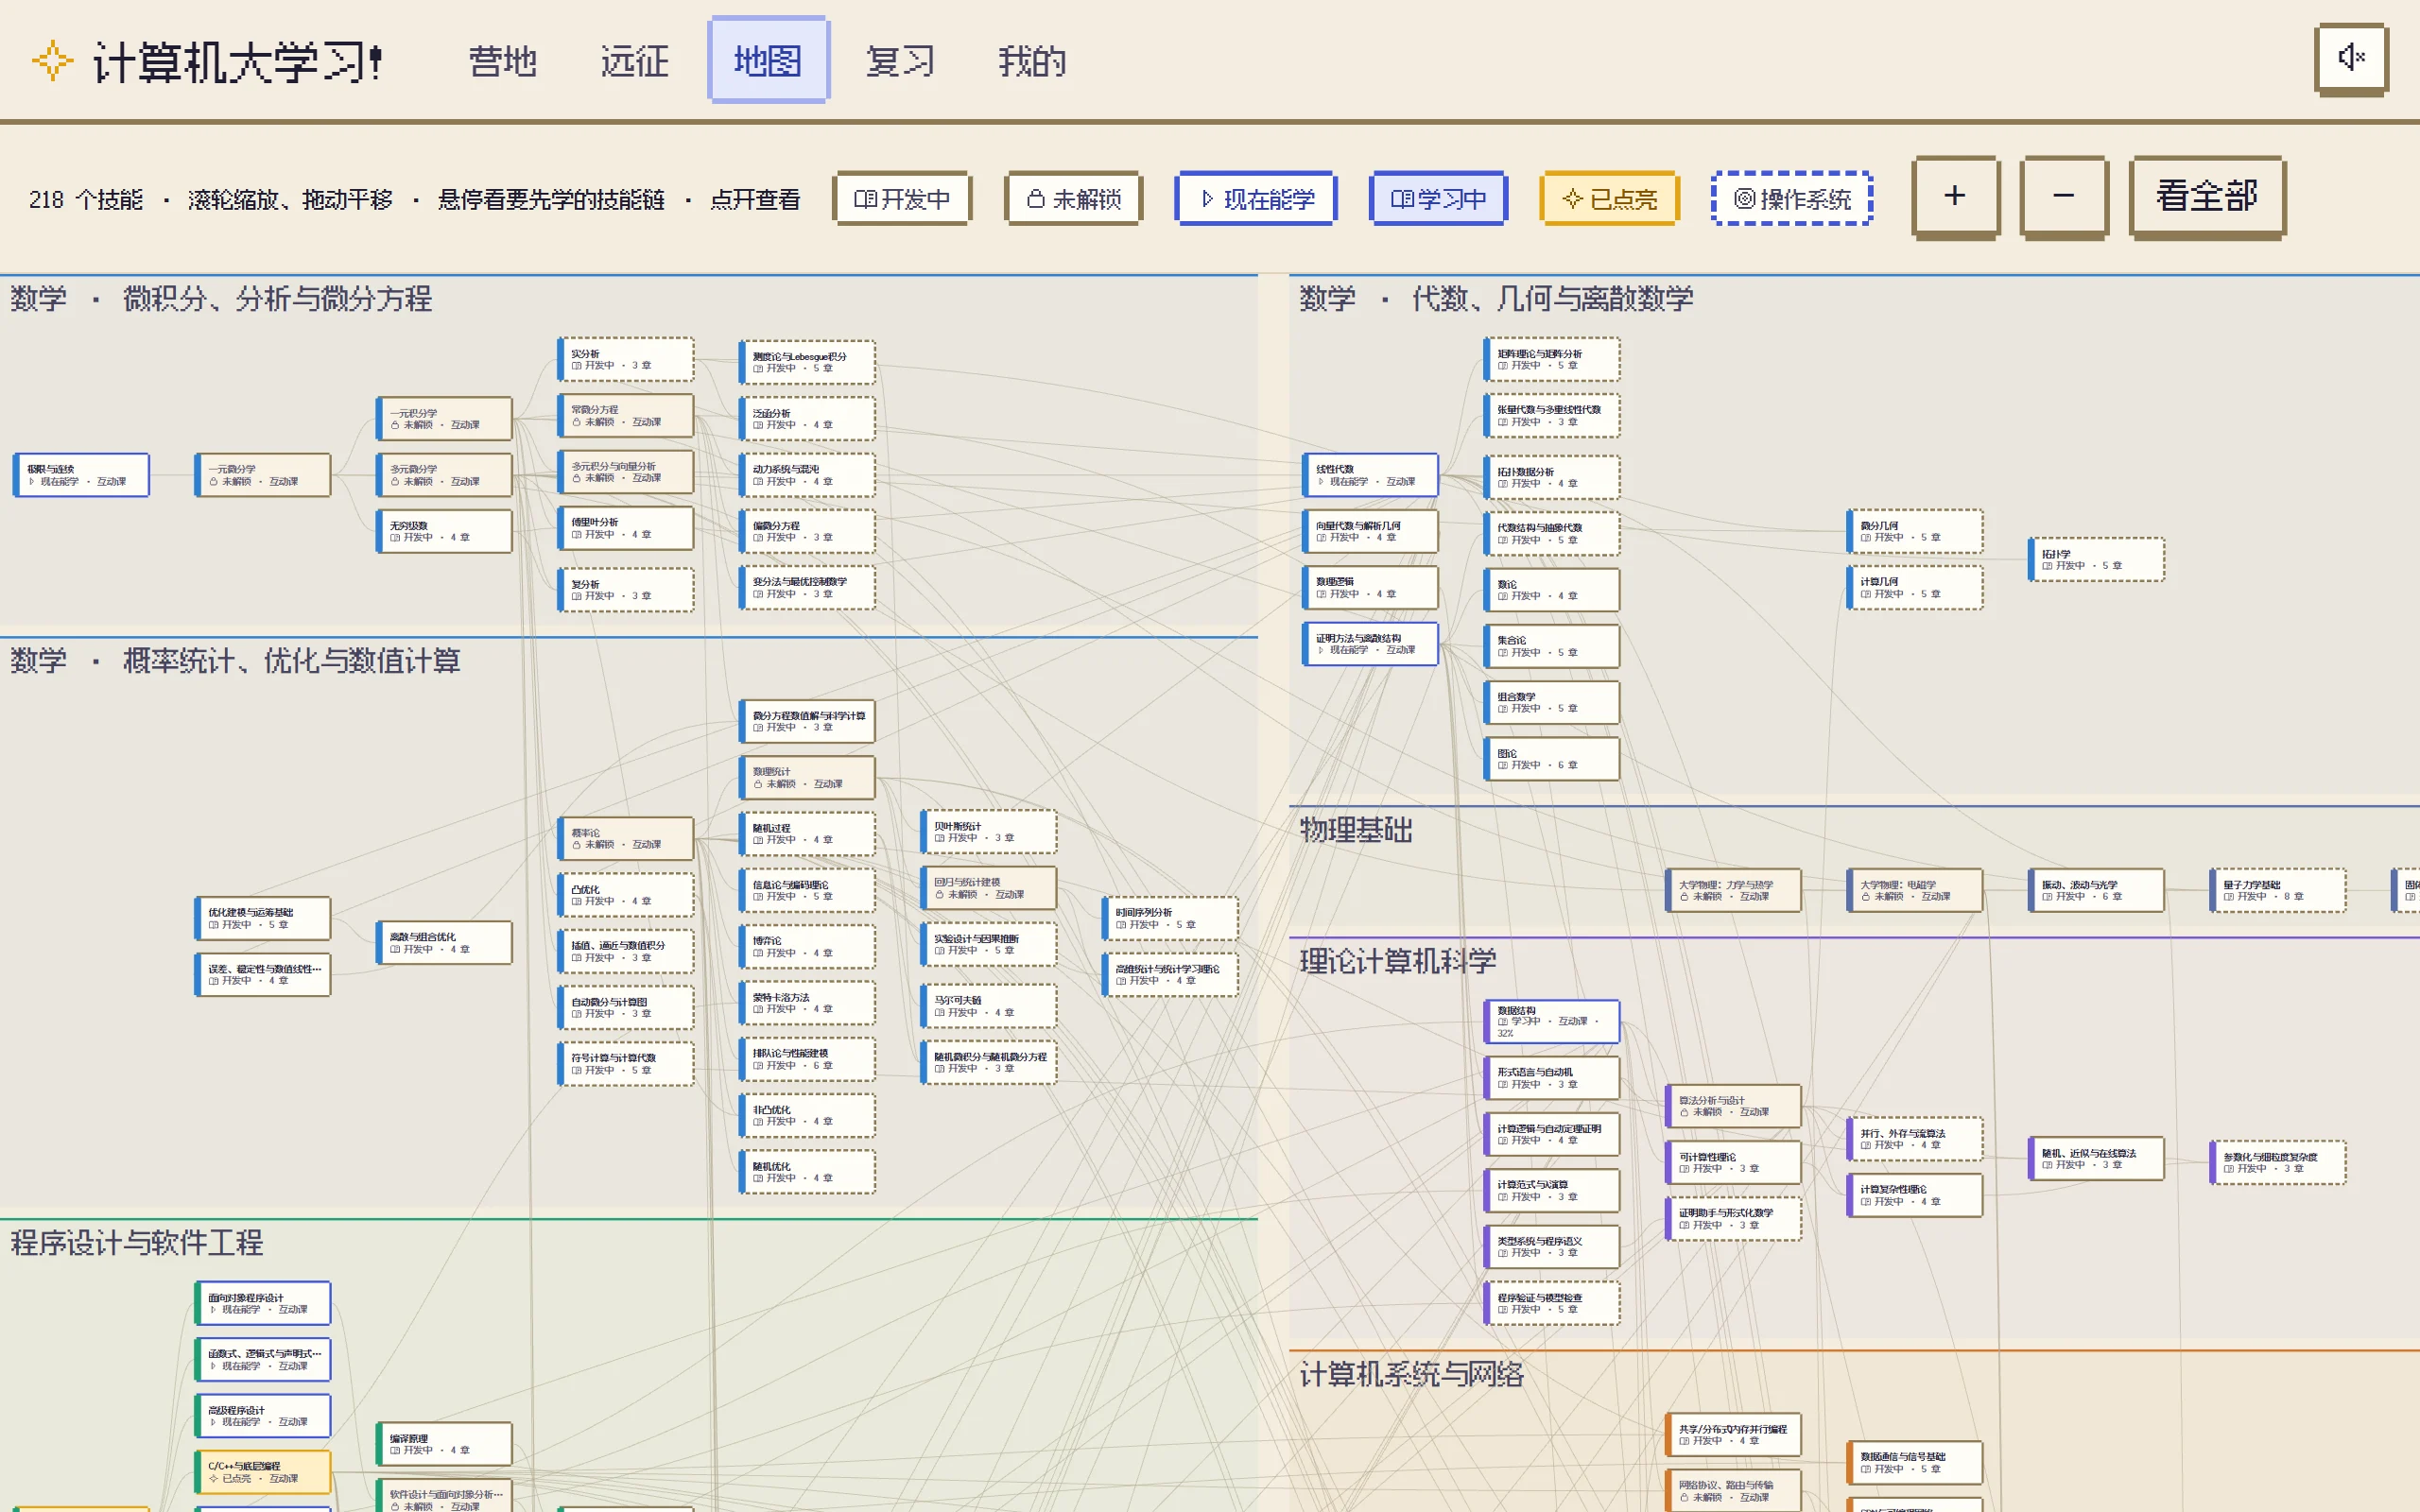 计算机大学习!
营地
远征
地图
复习
我的
218 个技能 · 滚轮缩放、拖动平移 · 悬停看要先学的技能链 · 点开查看
开发中
未解锁
现在能学
学习中
已点亮
操作系统
+
−
看全部
数学 · 微积分、分析与微分方程
极限与连续
现在能学 · 互动课
一元微分学
未解锁 · 互动课
一元积分学
未解锁 · 互动课
多元微分学
未解锁 · 互动课
无穷级数
开发中 · 4 章
实分析
开发中 · 3 章
常微分方程
未解锁 · 互动课
多元积分与向量分析
未解锁 · 互动课
傅里叶分析
开发中 · 4 章
复分析
开发中 · 3 章
测度论与Lebesgue积分
开发中 · 5 章
泛函分析
开发中 · 4 章
动力系统与混沌
开发中 · 4 章
偏微分方程
开发中 · 3 章
变分法与最优控制数学
开发中 · 3 章
数学 · 代数、几何与离散数学
线性代数
现在能学 · 互动课
向量代数与解析几何
开发中 · 4 章
数理逻辑
开发中 · 4 章
证明方法与离散结构
现在能学 · 互动课
矩阵理论与矩阵分析
开发中 · 5 章
张量代数与多重线性代数
开发中 · 3 章
拓扑数据分析
开发中 · 4 章
代数结构与抽象代数
开发中 · 5 章
数论
开发中 · 4 章
集合论
开发中 · 5 章
组合数学
开发中 · 5 章
图论
开发中 · 6 章
微分几何
开发中 · 5 章
计算几何
开发中 · 5 章
拓扑学
开发中 · 5 章
数学 · 概率统计、优化与数值计算
优化建模与运筹基础
开发中 · 5 章
误差、稳定性与数值线性…
开发中 · 4 章
离散与组合优化
开发中 · 4 章
概率论
未解锁 · 互动课
凸优化
开发中 · 4 章
插值、逼近与数值积分
开发中 · 3 章
自动微分与计算图
开发中 · 3 章
符号计算与计算代数
开发中 · 5 章
微分方程数值解与科学计算
开发中 · 3 章
数理统计
未解锁 · 互动课
随机过程
开发中 · 4 章
信息论与编码理论
开发中 · 5 章
博弈论
开发中 · 4 章
蒙特卡洛方法
开发中 · 4 章
排队论与性能建模
开发中 · 6 章
非凸优化
开发中 · 4 章
随机优化
开发中 · 4 章
贝叶斯统计
开发中 · 3 章
回归与统计建模
未解锁 · 互动课
实验设计与因果推断
开发中 · 5 章
马尔可夫链
开发中 · 4 章
随机微积分与随机微分方程
开发中 · 3 章
时间序列分析
开发中 · 5 章
高维统计与统计学习理论
开发中 · 4 章
物理基础
大学物理：力学与热学
未解锁 · 互动课
大学物理：电磁学
未解锁 · 互动课
振动、波动与光学
开发中 · 6 章
量子力学基础
开发中 · 8 章
理论计算机科学
数据结构
学习中 · 互动课 ·
32%
形式语言与自动机
开发中 · 3 章
计算逻辑与自动定理证明
开发中 · 4 章
计算范式与λ演算
开发中 · 3 章
类型系统与程序语义
开发中 · 3 章
程序验证与模型检查
开发中 · 5 章
算法分析与设计
未解锁 · 互动课
可计算性理论
开发中 · 3 章
证明助手与形式化数学
开发中 · 3 章
并行、外存与流算法
开发中 · 4 章
计算复杂性理论
开发中 · 4 章
随机、近似与在线算法
开发中 · 3 章
参数化与细粒度复杂度
开发中 · 3 章
程序设计与软件工程
面向对象程序设计
现在能学 · 互动课
函数式、逻辑式与声明式…
现在能学 · 互动课
高级程序设计
现在能学 · 互动课
C/C++与底层编程
已点亮 · 互动课
编译原理
开发中 · 4 章
软件设计与面向对象分析…
未解锁 · 互动课
计算机系统与网络
共享/分布式内存并行编程
开发中 · 4 章
网络协议、路由与传输
未解锁 · 互动课
数据通信与信号基础
开发中 · 5 章